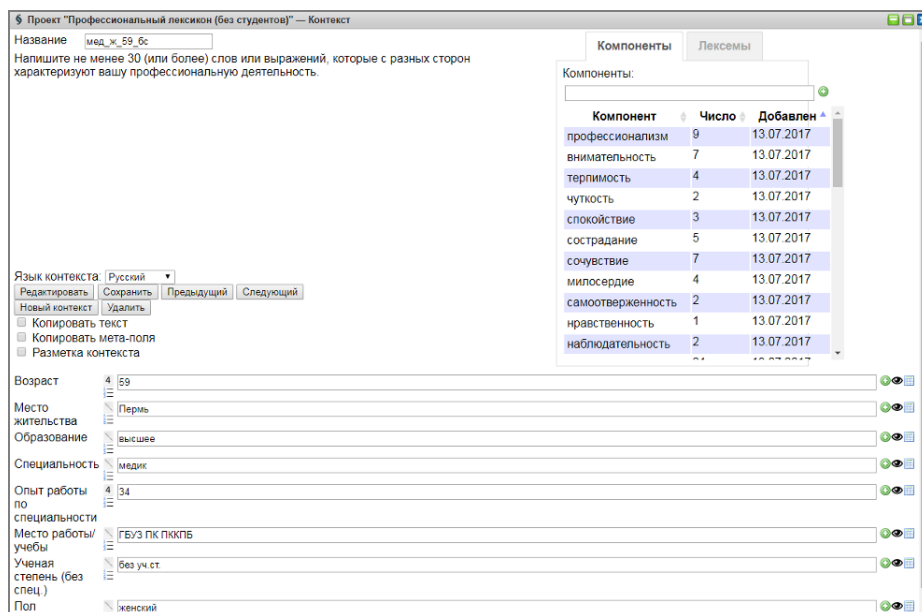 § Проект "Профессиональный лексикон (без студентов)" — Контекст
Название мед_ж_59_бс
Напишите не менее 30 (или более) слов или выражений, которые с разных сторон
характеризуют вашу профессиональную деятельность.
Язык контекста: Русский
Редактировать Сохранить Предыдущий Следующий
Новый контекст Удалить
Копировать текст
Копировать мета-поля
Разметка контекста
Компоненты Лексемы
Компоненты:
Компонент Число Добавлен
профессионализм 9 13.07.2017
внимательность 7 13.07.2017
терпимость 4 13.07.2017
чуткость 2 13.07.2017
спокойствие 3 13.07.2017
сострадание 5 13.07.2017
сочувствие 7 13.07.2017
милосердие 4 13.07.2017
самоотверженность 2 13.07.2017
нравственность 1 13.07.2017
наблюдательность 2 13.07.2017
Возраст 4 59
Место
жительства Пермь
Образование высшее
Специальность медик
Опыт работы 4 34
по
специальности
Место работы/ ГБУЗ ПК ПККПБ
учебы
Ученая без уч.ст.
степень (без
спец.)
Пол женский